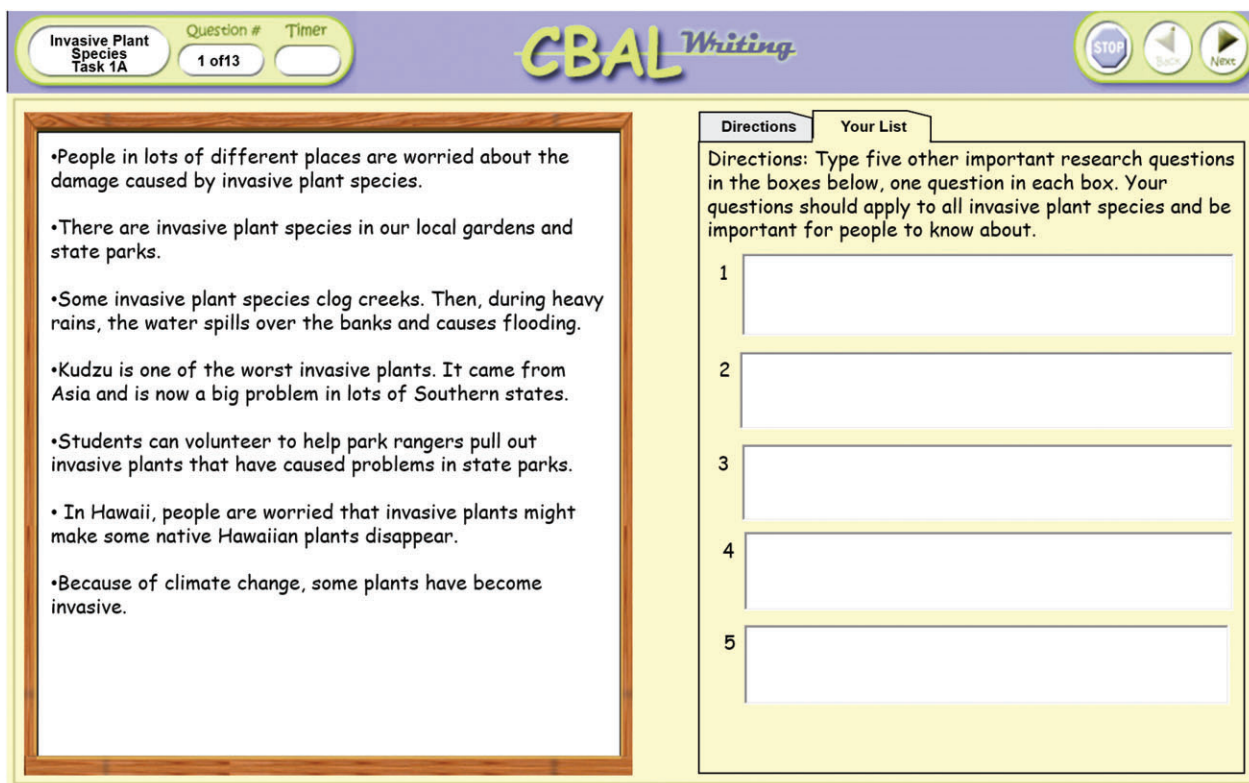 Invasive Plant
Species
Task 1A
Question #
1 of13
Timer
CBAL Writing
STOP
Back
Next
•People in lots of different places are worried about the
damage caused by invasive plant species.
•There are invasive plant species in our local gardens and
state parks.
•Some invasive plant species clog creeks. Then, during heavy
rains, the water spills over the banks and causes flooding.
•Kudzu is one of the worst invasive plants. It came from
Asia and is now a big problem in lots of Southern states.
•Students can volunteer to help park rangers pull out
invasive plants that have caused problems in state parks.
• In Hawaii, people are worried that invasive plants might
make some native Hawaiian plants disappear.
•Because of climate change, some plants have become
invasive.
Directions
Your List
Directions: Type five other important research questions
in the boxes below, one question in each box. Your
questions should apply to all invasive plant species and be
important for people to know about.
1
2
3
4
5